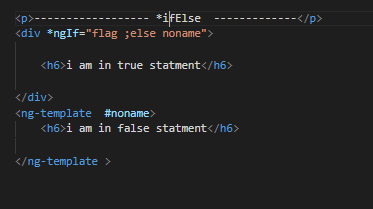 <p>------------------ *ifElse  -------------</p>
<div *ngIf="flag ;else noname">
<h6>i am in true statment</h6>
</div>
<ng-template  #noname>
<h6>i am in false statment</h6>
</ng-template >